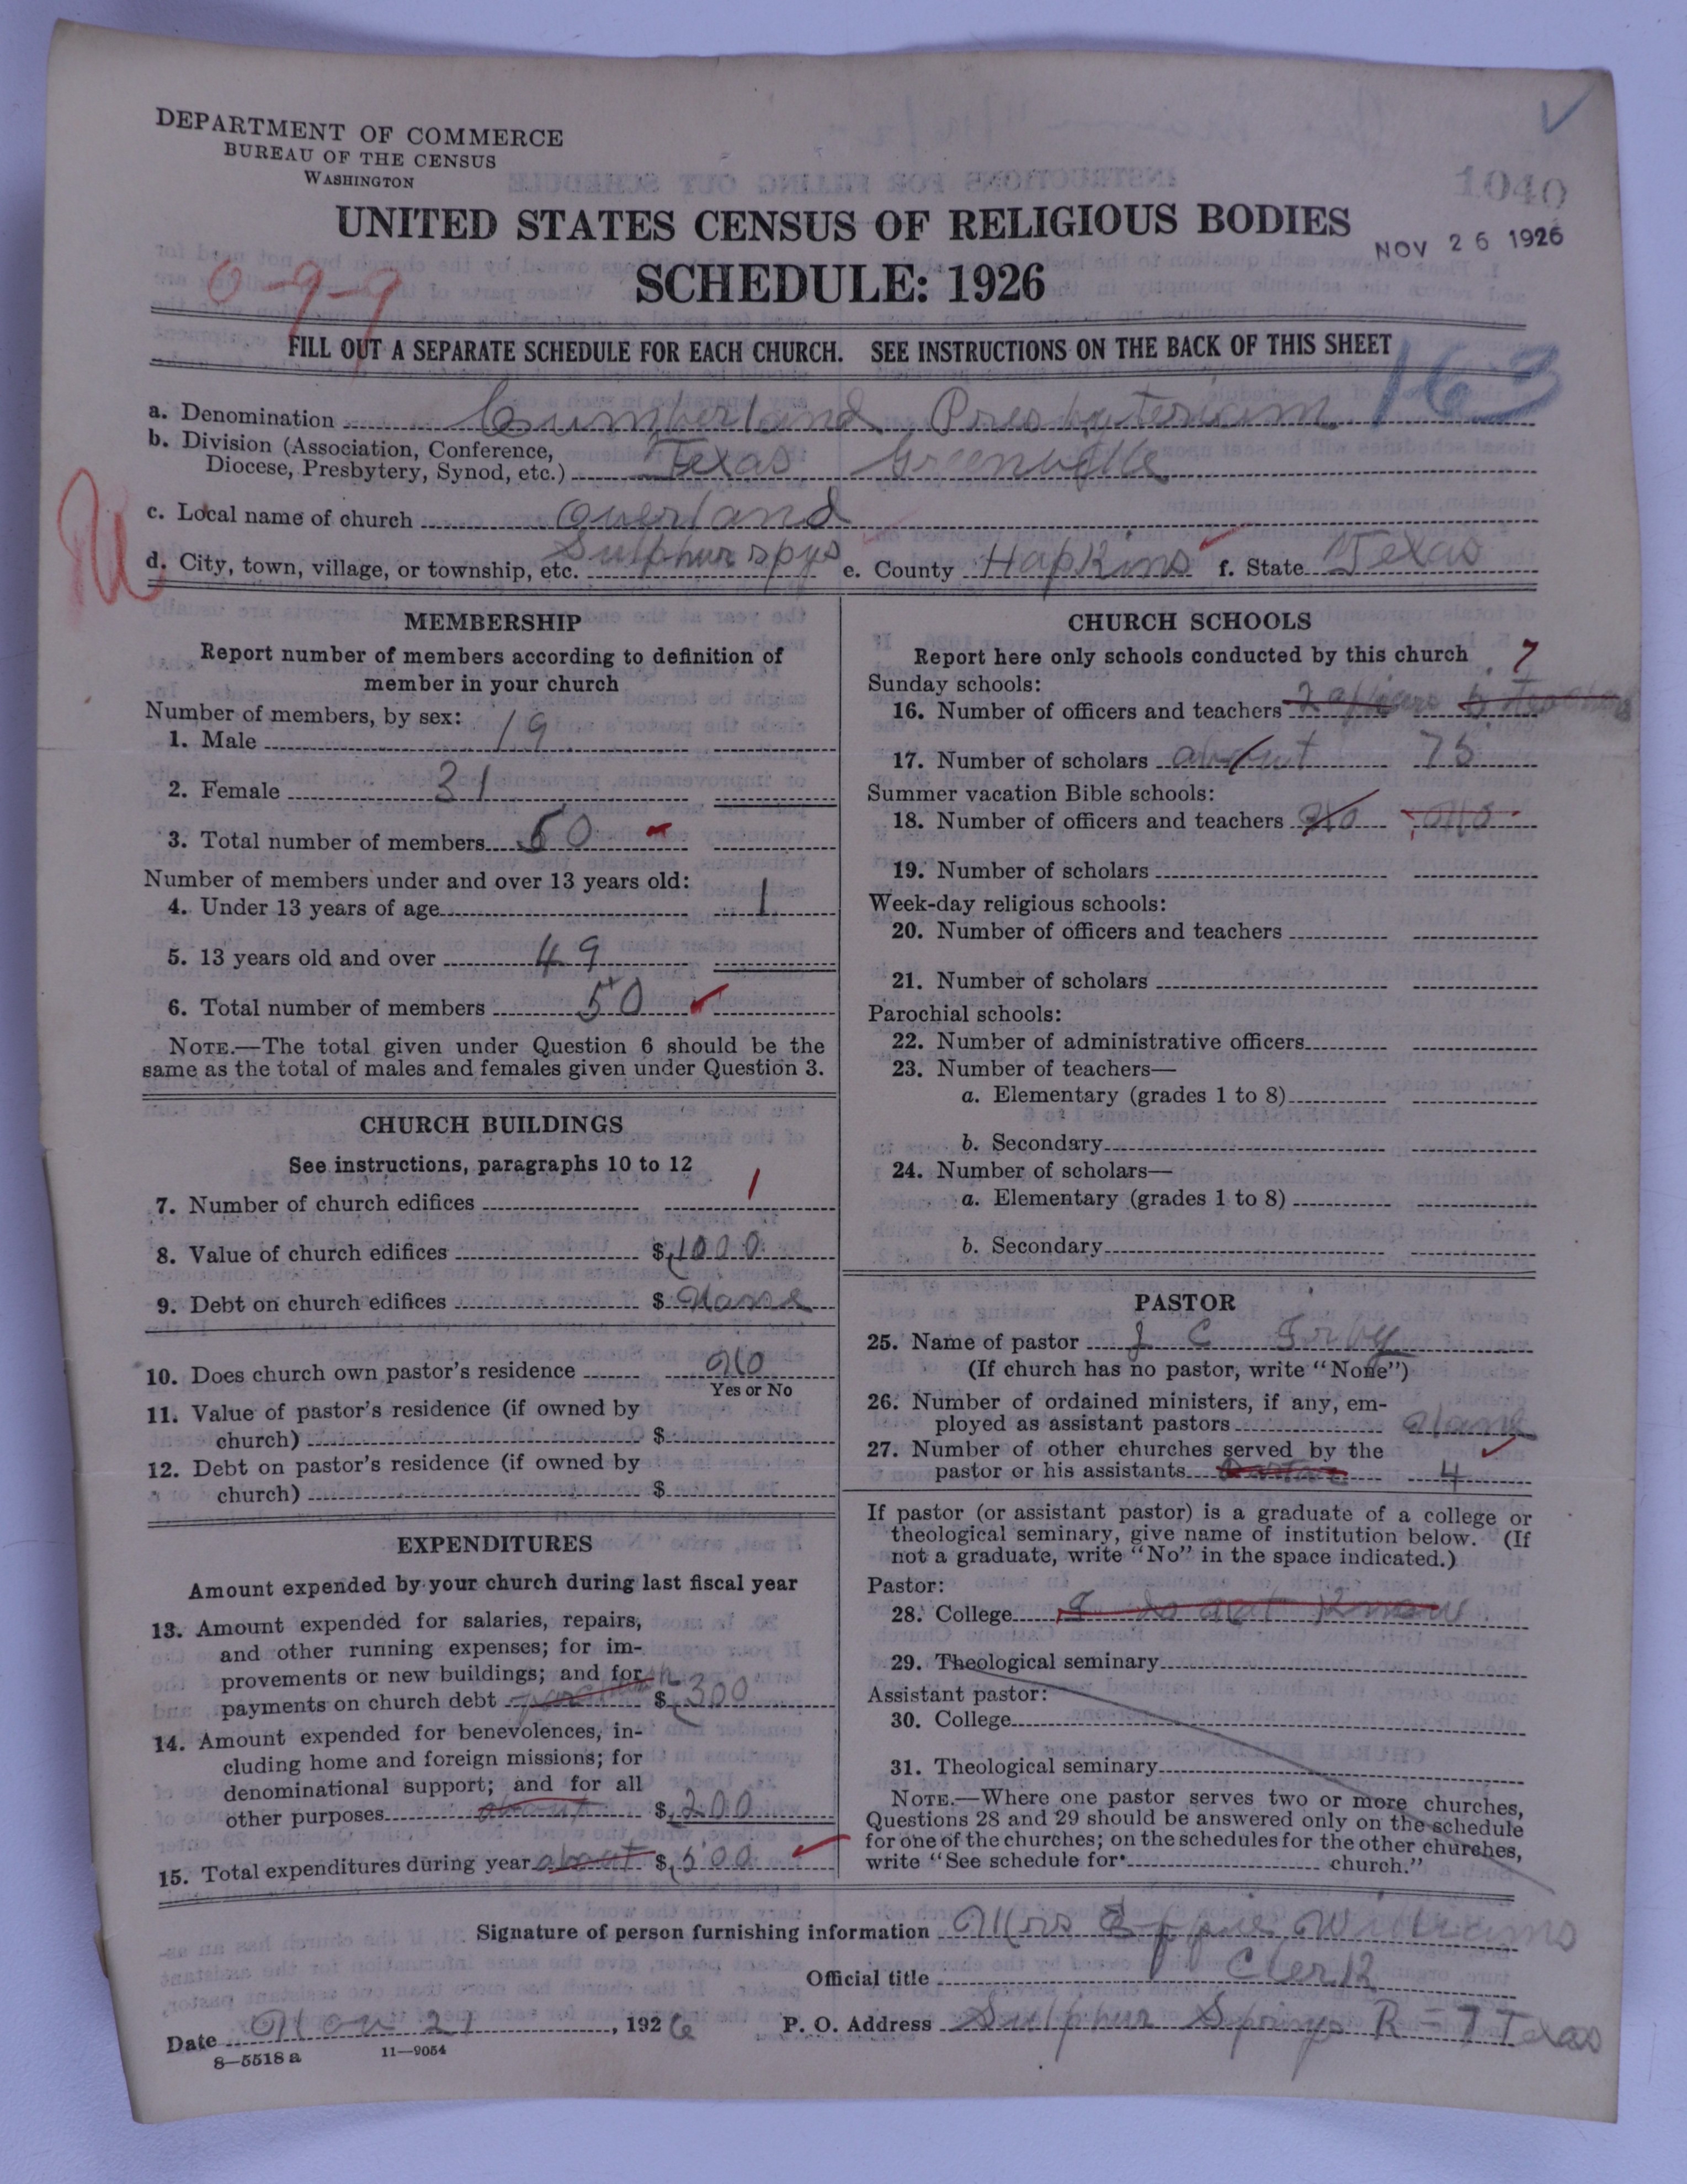 DEPARTMENT OF COMMERCE
BUREAU OF THE CENSUS
WASHINGTON
1040
UNITED STATES CENSUS OF RELIGIOUS BODIES
NOV 26 1926
SCHEDULE: 1926
0-9-9
FILL OUT A SEPARATE SCHEDULE FOR EACH CHURCH. SEE INSTRUCTIONS ON THE BACK OF THIS SHEET
163
a. Denomination Cumberland Presbyterian
b. Division (Association, Conference,
Diocese, Presbytery, Synod, etc.) Texas Greenville
c. Local name of church Overland
d. City, town, village, or township, etc. Sulphur spgs e. County Hopkins f. State Texas
MEMBERSHIP
Report number of members according to definition of
member in your church
Number of members, by sex:
1. Male 19
2. Female 31
3. Total number of members 50
Number of members under and over 13 years old:
4. Under 13 years of age 1
5. 13 years old and over 49
6. Total number of members 50
NOTE.—The total given under Question 6 should be the
same as the total of males and females given under Question 3.
CHURCH BUILDINGS
See instructions, paragraphs 10 to 12
7. Number of church edifices 1
8. Value of church edifices $ 1000
9. Debt on church edifices $ None
10. Does church own pastor's residence No
Yes or No
11. Value of pastor's residence (if owned by
church) $
12. Debt on pastor's residence (if owned by
church) $
EXPENDITURES
Amount expended by your church during last fiscal year
13. Amount expended for salaries, repairs,
and other running expenses; for im-
provements or new buildings; and for
payments on church debt $ 300
14. Amount expended for benevolences, in-
cluding home and foreign missions; for
denominational support; and for all
other purposes about $ 200
15. Total expenditures during year about $ 500
CHURCH SCHOOLS
Report here only schools conducted by this church
7
Sunday schools:
16. Number of officers and teachers 2 officers 5 teachers
17. Number of scholars about 75
Summer vacation Bible schools:
18. Number of officers and teachers No No
19. Number of scholars
Week-day religious schools:
20. Number of officers and teachers
21. Number of scholars
Parochial schools:
22. Number of administrative officers
23. Number of teachers—
a. Elementary (grades 1 to 8)
b. Secondary
24. Number of scholars—
a. Elementary (grades 1 to 8)
b. Secondary
PASTOR
25. Name of pastor J C Irby
(If church has no pastor, write "None")
26. Number of ordained ministers, if any, em-
ployed as assistant pastors None
27. Number of other churches served by the
pastor or his assistants 4
If pastor (or assistant pastor) is a graduate of a college or
theological seminary, give name of institution below. (If
not a graduate, write "No" in the space indicated.)
Pastor:
28. College I do not Know
29. Theological seminary
Assistant pastor:
30. College
31. Theological seminary
NOTE.—Where one pastor serves two or more churches,
Questions 28 and 29 should be answered only on the schedule
for one of the churches; on the schedules for the other churches,
write "See schedule for church."
Signature of person furnishing information Mrs Effie Williams
Official title Clerk
Date Nov 21, 1926 P. O. Address Sulphur Springs R-7 Texas
8—5518 a 11—9054